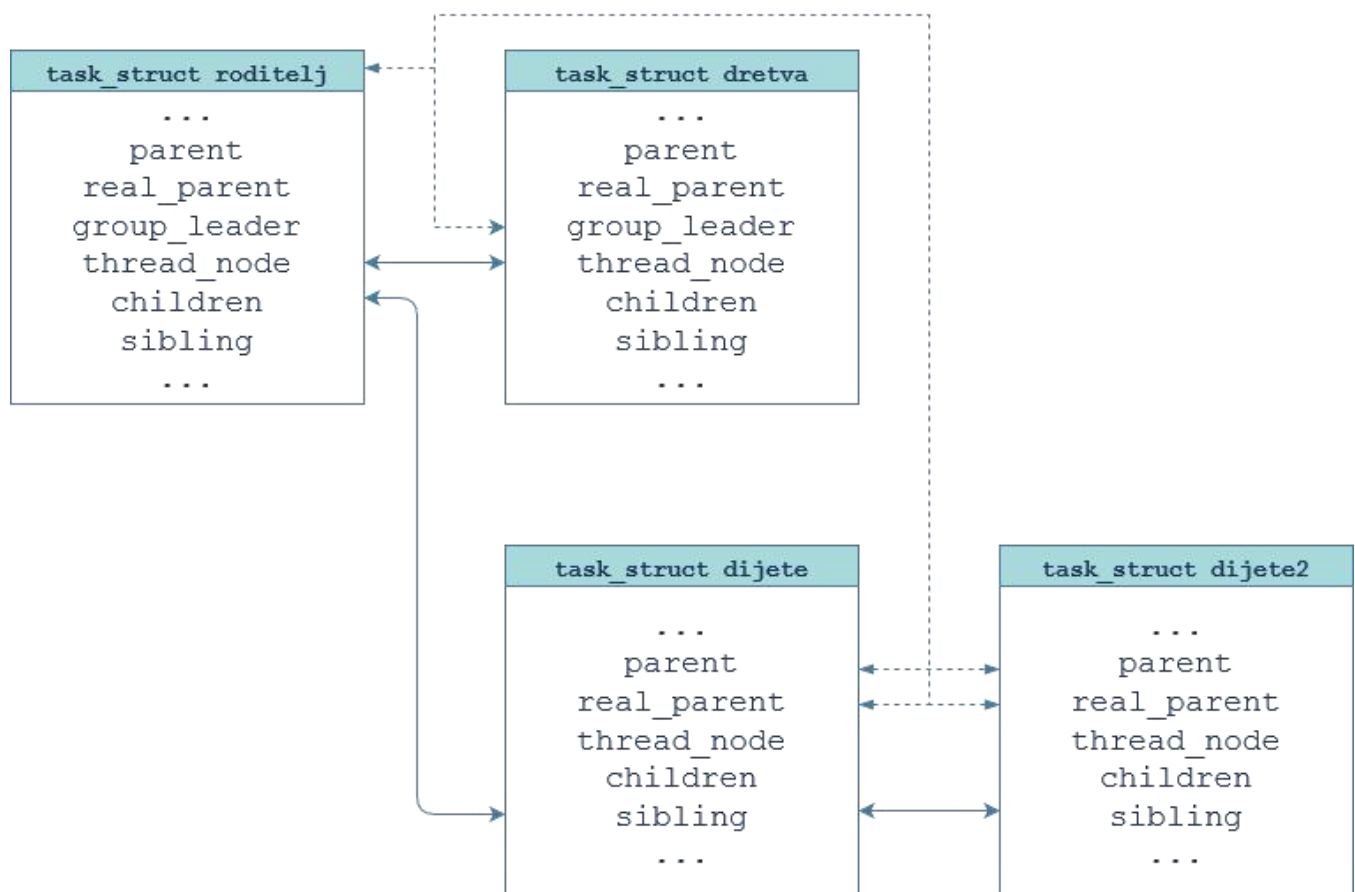 task_struct roditelj
...
parent
real_parent
group_leader
thread_node
children
sibling
...
task_struct dretva
...
parent
real_parent
group_leader
thread_node
children
sibling
...
task_struct dijete
...
parent
real_parent
thread_node
children
sibling
...
task_struct dijete2
...
parent
real_parent
thread_node
children
sibling
...